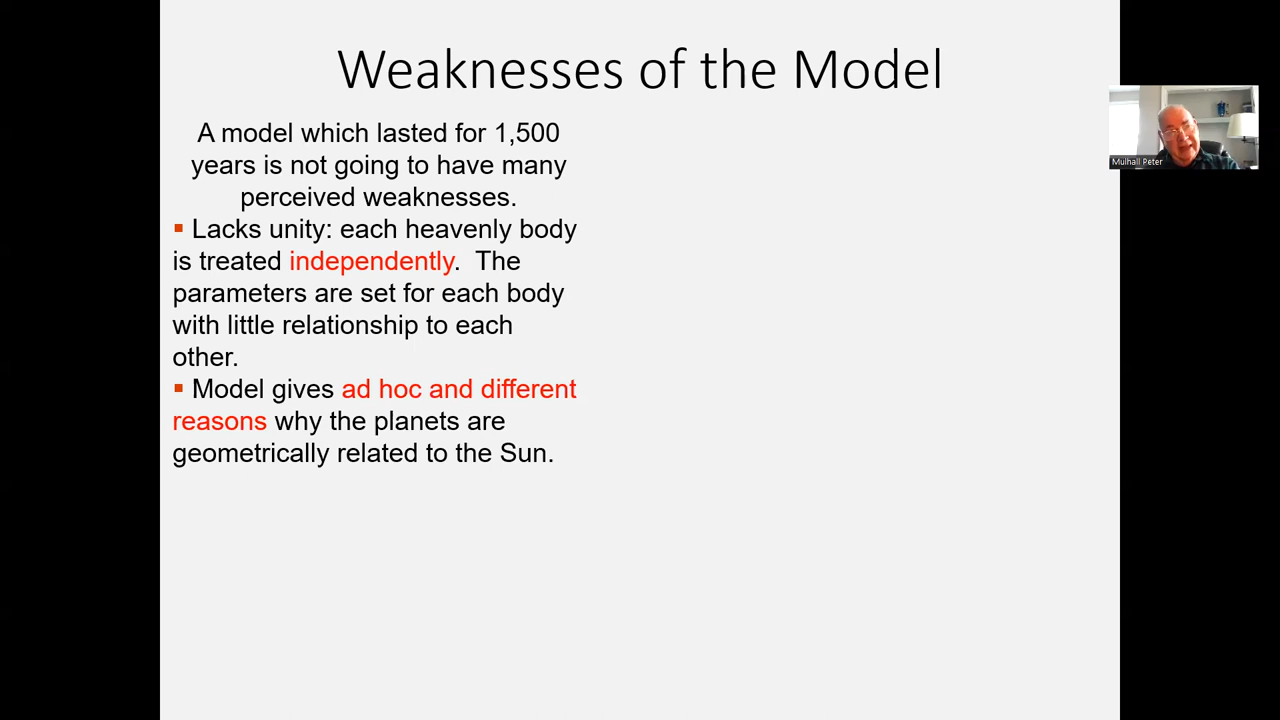 Weaknesses of the Model
A model which lasted for 1,500
years is not going to have many
perceived weaknesses.
▪ Lacks unity: each heavenly body
is treated independently.  The
parameters are set for each body
with little relationship to each
other.
▪ Model gives ad hoc and different
reasons why the planets are
geometrically related to the Sun.
Mulhall Peter